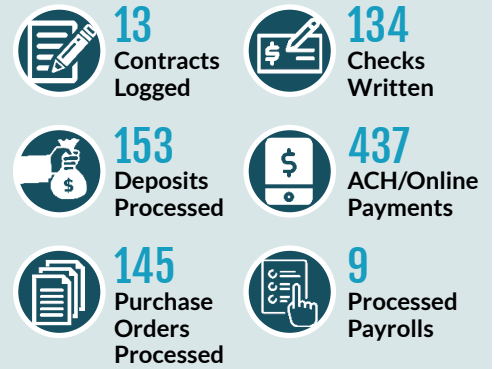 13
Contracts
Logged
134
Checks
Written
153
Deposits
Processed
$
437
ACH/Online
Payments
$
145
Purchase
Orders
Processed
9
Processed
Payrolls
$